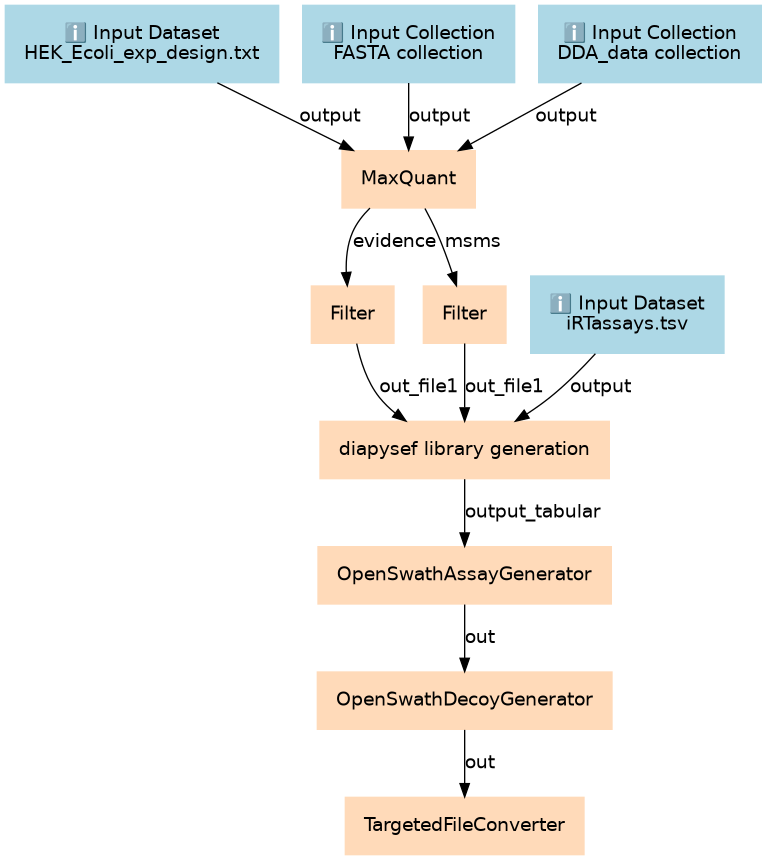 ℹ️ Input Dataset
HEK_Ecoli_exp_design.txt
ℹ️ Input Collection
FASTA collection
ℹ️ Input Collection
DDA_data collection
output
output
output
MaxQuant
evidence
msms
ℹ️ Input Dataset
iRTassays.tsv
Filter
Filter
out_file1
out_file1
output
diapysef library generation
output_tabular
OpenSwathAssayGenerator
out
OpenSwathDecoyGenerator
out
TargetedFileConverter